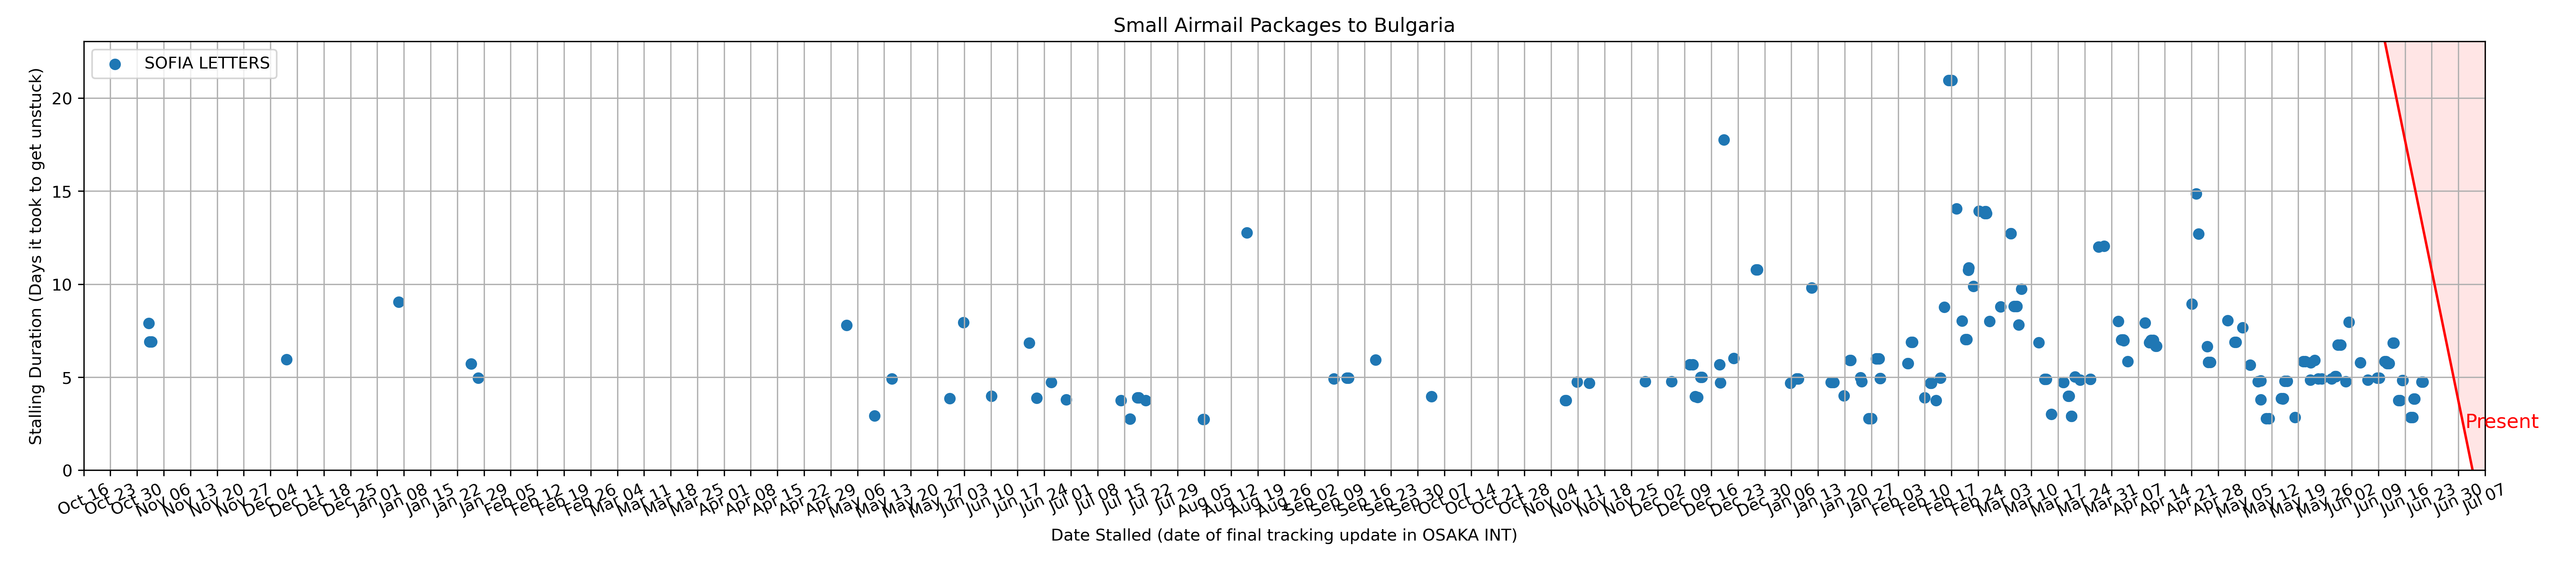 Small Airmail Packages to Bulgaria
SOFIA LETTERS
Stalling Duration (Days it took to get unstuck)
20
15
10
5
0
Present
Oct 16
Oct 23
Oct 30
Nov 06
Nov 13
Nov 20
Nov 27
Dec 04
Dec 11
Dec 18
Dec 25
Jan 01
Jan 08
Jan 15
Jan 22
Jan 29
Feb 05
Feb 12
Feb 19
Feb 26
Mar 04
Mar 11
Mar 18
Mar 25
Apr 01
Apr 08
Apr 15
Apr 22
Apr 29
May 06
May 13
May 20
May 27
Jun 03
Jun 10
Jun 17
Jun 24
Jul 01
Jul 08
Jul 15
Jul 22
Jul 29
Aug 05
Aug 12
Aug 19
Aug 26
Sep 02
Sep 09
Sep 16
Sep 23
Sep 30
Oct 07
Oct 14
Oct 21
Oct 28
Nov 04
Nov 11
Nov 18
Nov 25
Dec 02
Dec 09
Dec 16
Dec 23
Dec 30
Jan 06
Jan 13
Jan 20
Jan 27
Feb 03
Feb 10
Feb 17
Feb 24
Mar 03
Mar 10
Mar 17
Mar 24
Mar 31
Apr 07
Apr 14
Apr 21
Apr 28
May 05
May 12
May 19
May 26
Jun 02
Jun 09
Jun 16
Jun 23
Jun 30
Jul 07
Date Stalled (date of final tracking update in OSAKA INT)